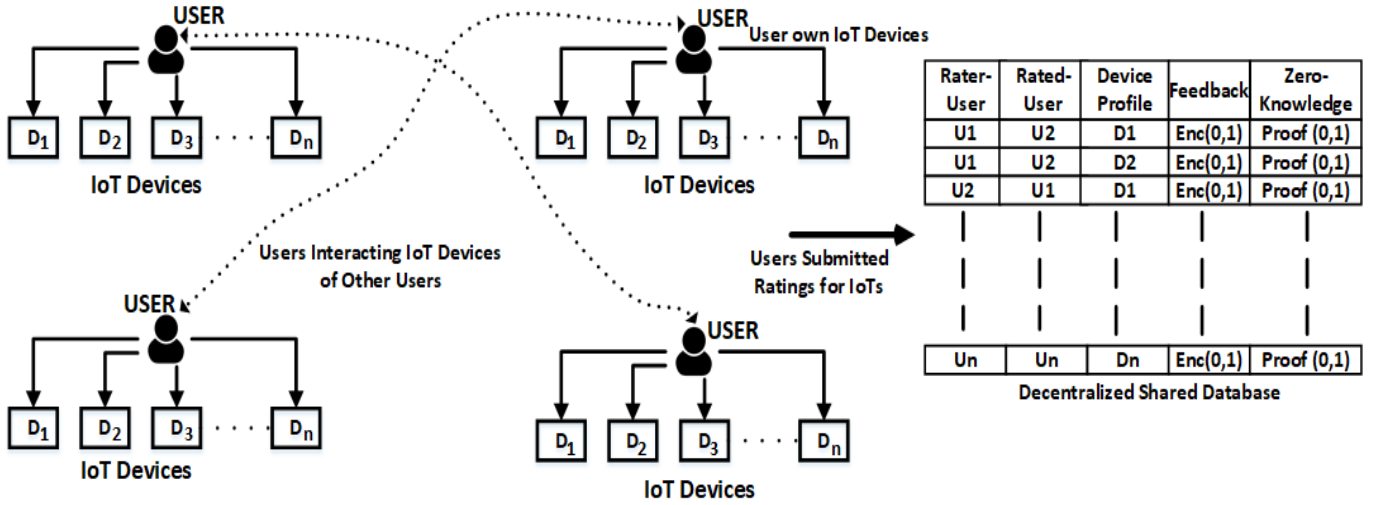 USER
D1 D2 D3 Dn
IoT Devices
USER
User own IoT Devices
D1 D2 D3 Dn
IoT Devices
Users Interacting IoT Devices
of Other Users
USER
D1 D2 D3 Dn
IoT Devices
USER
D1 D2 D3 Dn
IoT Devices
Users Submitted
Ratings for IoTs
Rater-User Rated-User Device Profile Feedback Zero-Knowledge
U1 U2 D1 Enc(0,1) Proof (0,1)
U1 U2 D2 Enc(0,1) Proof (0,1)
U2 U1 D1 Enc(0,1) Proof (0,1)
Un Un Dn Enc(0,1) Proof (0,1)
Decentralized Shared Database